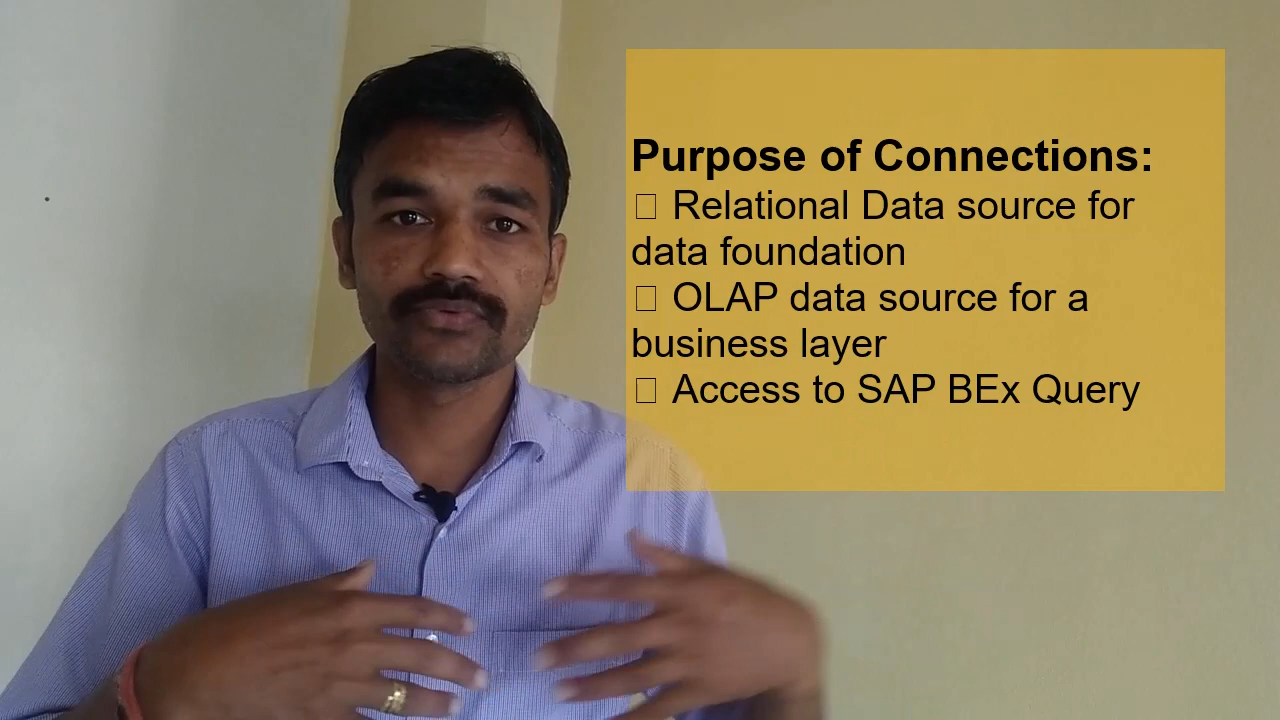 Purpose of Connections:
□ Relational Data source for
data foundation
□ OLAP data source for a
business layer
□ Access to SAP BEx Query